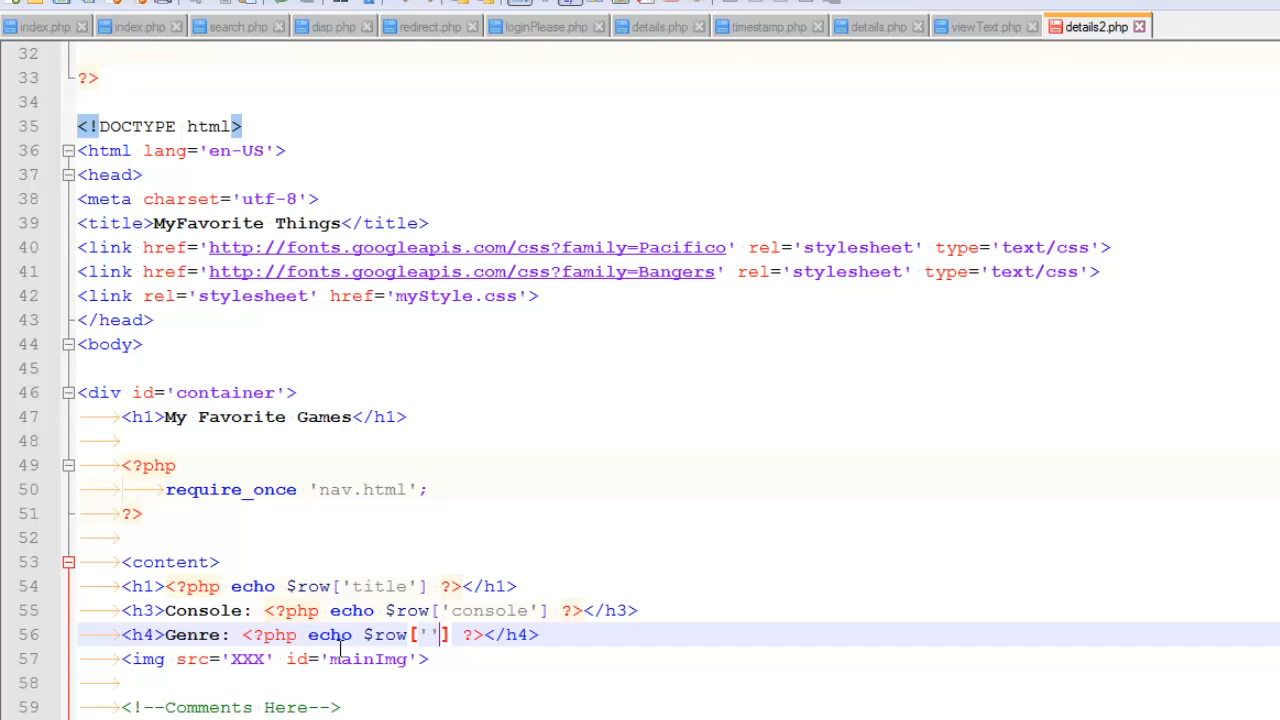 index.php index.php search.php disp.php redirect.php loginPlease.php details.php timestamp.php details.php viewText.php details2.php
32
33 ?>
34
35 <!DOCTYPE html>
36 <html lang='en-US'>
37 <head>
38 <meta charset='utf-8'>
39 <title>MyFavorite Things</title>
40 <link href='http://fonts.googleapis.com/css?family=Pacifico' rel='stylesheet' type='text/css'>
41 <link href='http://fonts.googleapis.com/css?family=Bangers' rel='stylesheet' type='text/css'>
42 <link rel='stylesheet' href='myStyle.css'>
43 </head>
44 <body>
45
46 <div id='container'>
47 <h1>My Favorite Games</h1>
48
49 <?php
50 require_once 'nav.html';
51 ?>
52
53 <content>
54 <h1><?php echo $row['title'] ?></h1>
55 <h3>Console: <?php echo $row['console'] ?></h3>
56 <h4>Genre: <?php echo $row[''] ?></h4>
57 <img src='XXX' id='mainImg'>
58
59 <!--Comments Here-->